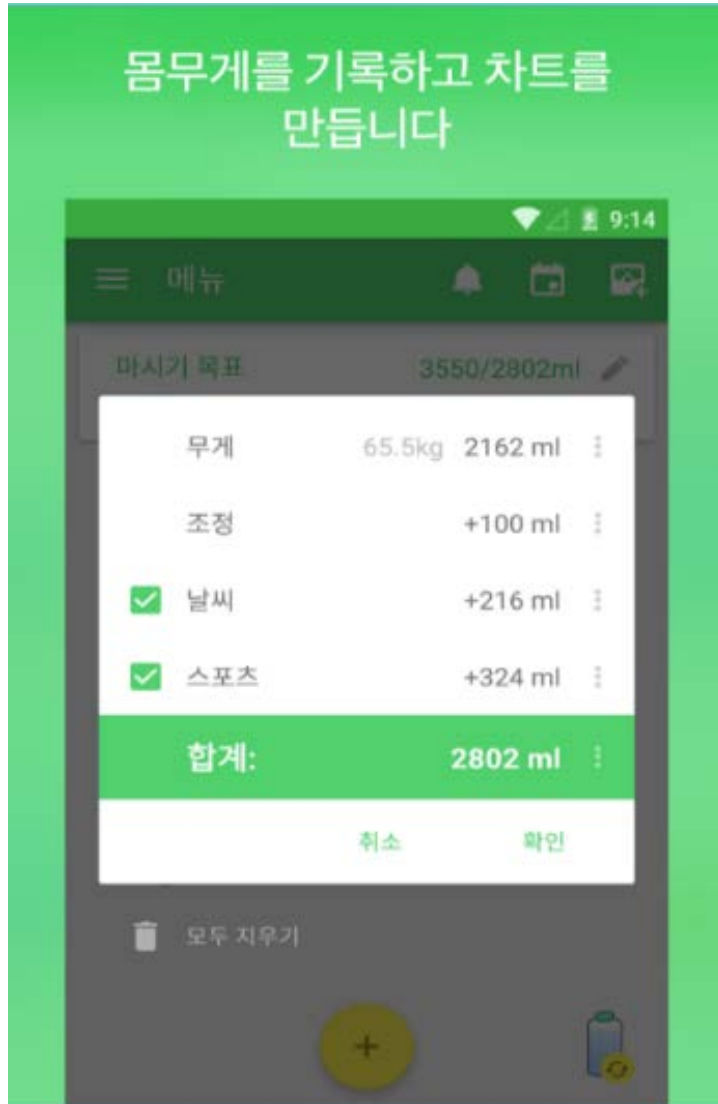 몸무게를 기록하고 차트를
만듭니다
9:14
메뉴
마시기 목표 3550/2802ml
무게 65.5kg 2162 ml
조정 +100 ml
날씨 +216 ml
스포츠 +324 ml
합계: 2802 ml
취소 확인
모두 지우기